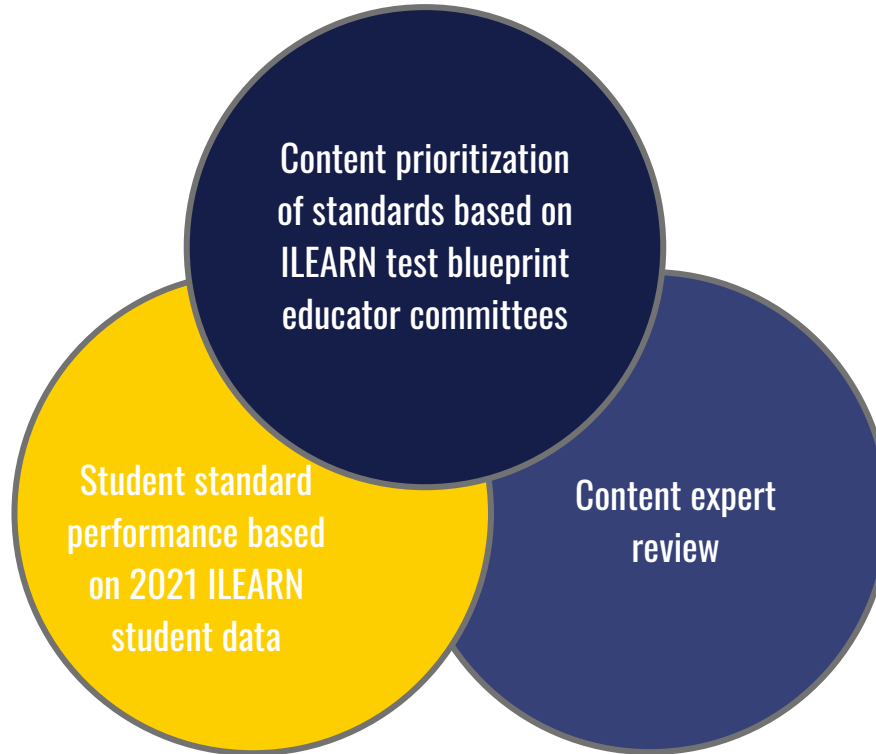 Content prioritization
of standards based on
ILEARN test blueprint
educator committees
Student standard
performance based
on 2021 ILEARN
student data
Content expert
review